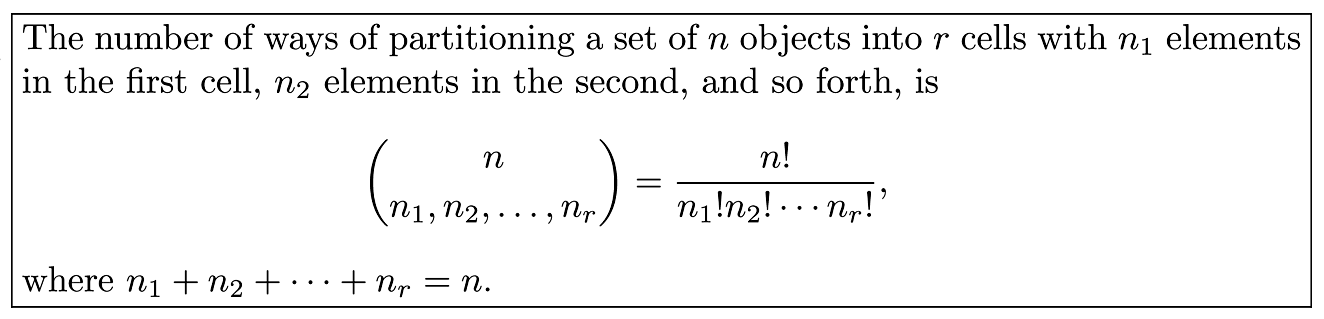 The number of ways of partitioning a set of n objects into r cells with n₁ elements
in the first cell, n₂ elements in the second, and so forth, is
(n
n₁, n₂, . . . , nᵣ) = n! / n₁!n₂! · · · nᵣ!,
where n₁ + n₂ + · · · + nᵣ = n.